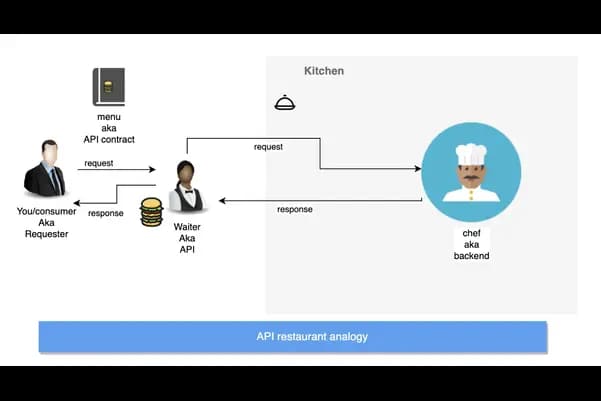 Kitchen
menu
aka
API contract
request
request
You/consumer
Aka
Requester
response
Waiter
Aka
API
response
chef
aka
backend
API restaurant analogy